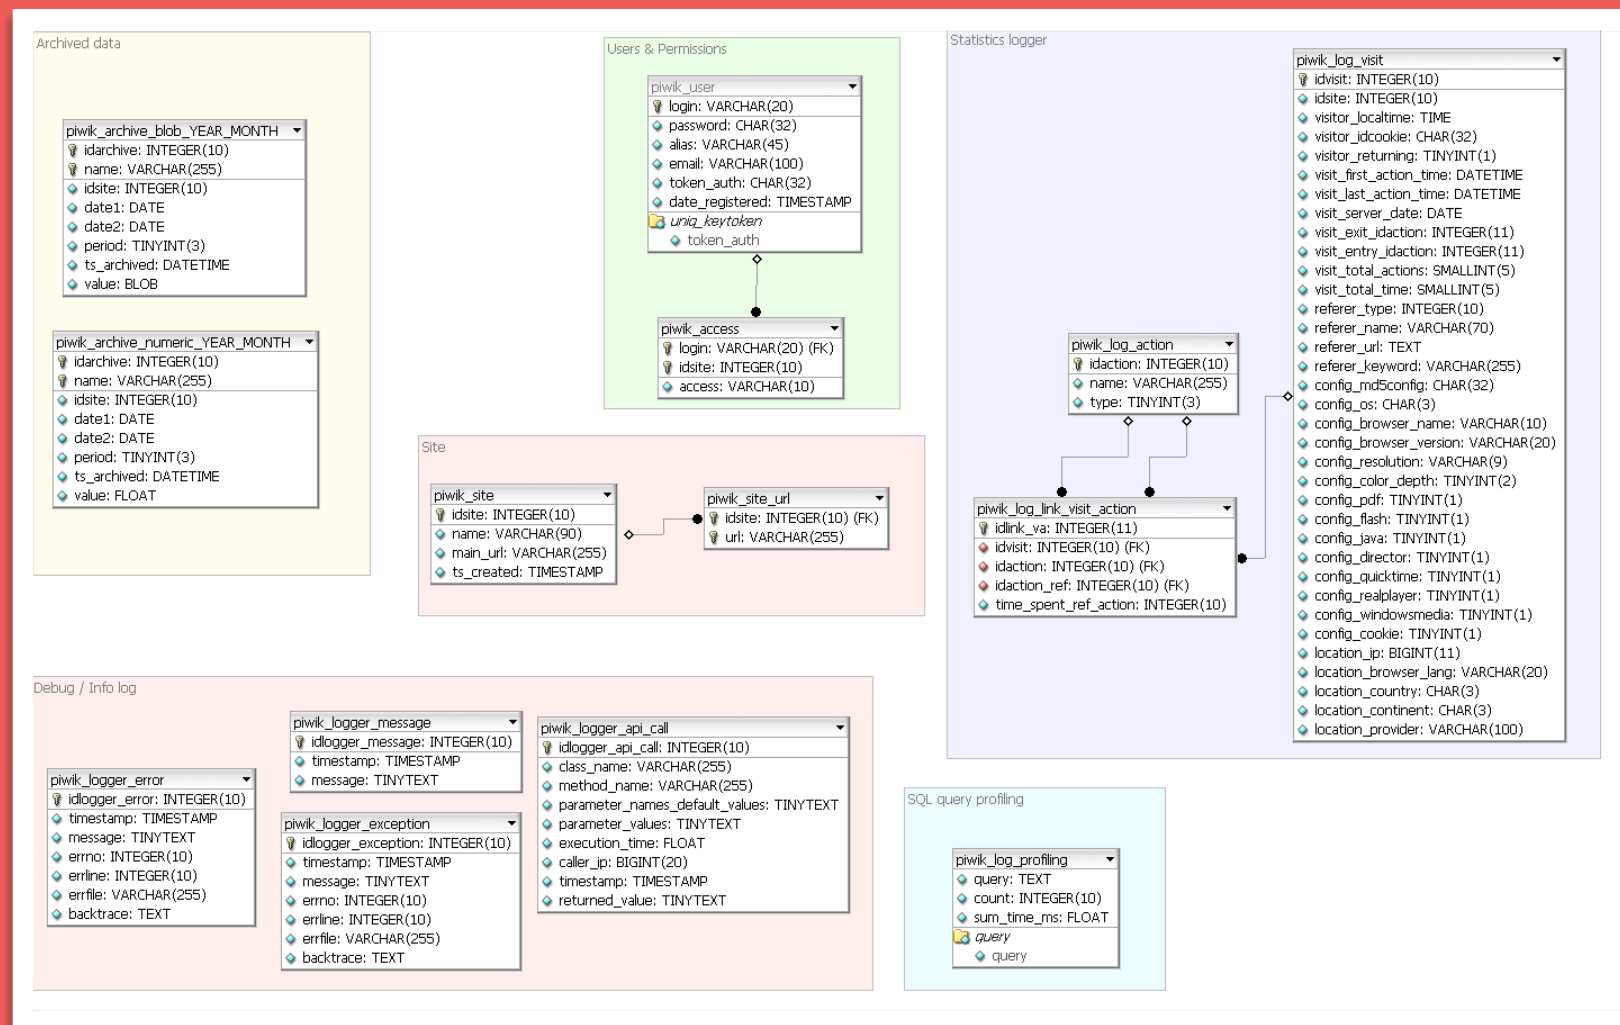 Archived data
piwik_archive_blob_YEAR_MONTH
idarchive: INTEGER(10)
name: VARCHAR(255)
idsite: INTEGER(10)
date1: DATE
date2: DATE
period: TINYINT(3)
ts_archived: DATETIME
value: BLOB
piwik_archive_numeric_YEAR_MONTH
idarchive: INTEGER(10)
name: VARCHAR(255)
idsite: INTEGER(10)
date1: DATE
date2: DATE
period: TINYINT(3)
ts_archived: DATETIME
value: FLOAT
Users & Permissions
piwik_user
login: VARCHAR(20)
password: CHAR(32)
alias: VARCHAR(45)
email: VARCHAR(100)
token_auth: CHAR(32)
date_registered: TIMESTAMP
uniq_keytoken
token_auth
piwik_access
login: VARCHAR(20) (FK)
idsite: INTEGER(10)
access: VARCHAR(10)
Site
piwik_site
idsite: INTEGER(10)
name: VARCHAR(90)
main_url: VARCHAR(255)
ts_created: TIMESTAMP
piwik_site_url
idsite: INTEGER(10) (FK)
url: VARCHAR(255)
Statistics logger
piwik_log_action
idaction: INTEGER(10)
name: VARCHAR(255)
type: TINYINT(3)
piwik_log_link_visit_action
idlink_va: INTEGER(11)
idvisit: INTEGER(10) (FK)
idaction: INTEGER(10) (FK)
idaction_ref: INTEGER(10) (FK)
time_spent_ref_action: INTEGER(10)
piwik_log_visit
idvisit: INTEGER(10)
idsite: INTEGER(10)
visitor_localtime: TIME
visitor_idcookie: CHAR(32)
visitor_returning: TINYINT(1)
visit_first_action_time: DATETIME
visit_last_action_time: DATETIME
visit_server_date: DATE
visit_exit_idaction: INTEGER(11)
visit_entry_idaction: INTEGER(11)
visit_total_actions: SMALLINT(5)
visit_total_time: SMALLINT(5)
referer_type: INTEGER(10)
referer_name: VARCHAR(70)
referer_url: TEXT
referer_keyword: VARCHAR(255)
config_md5config: CHAR(32)
config_os: CHAR(3)
config_browser_name: VARCHAR(10)
config_browser_version: VARCHAR(20)
config_resolution: VARCHAR(9)
config_color_depth: TINYINT(2)
config_pdf: TINYINT(1)
config_flash: TINYINT(1)
config_java: TINYINT(1)
config_director: TINYINT(1)
config_quicktime: TINYINT(1)
config_realplayer: TINYINT(1)
config_windowsmedia: TINYINT(1)
config_cookie: TINYINT(1)
location_ip: BIGINT(11)
location_browser_lang: VARCHAR(20)
location_country: CHAR(3)
location_continent: CHAR(3)
location_provider: VARCHAR(100)
Debug / Info log
piwik_logger_error
idlogger_error: INTEGER(10)
timestamp: TIMESTAMP
message: TINYTEXT
errno: INTEGER(10)
errline: INTEGER(10)
errfile: VARCHAR(255)
backtrace: TEXT
piwik_logger_message
idlogger_message: INTEGER(10)
timestamp: TIMESTAMP
message: TINYTEXT
piwik_logger_exception
idlogger_exception: INTEGER(10)
timestamp: TIMESTAMP
message: TINYTEXT
errno: INTEGER(10)
errline: INTEGER(10)
errfile: VARCHAR(255)
backtrace: TEXT
piwik_logger_api_call
idlogger_api_call: INTEGER(10)
class_name: VARCHAR(255)
method_name: VARCHAR(255)
parameter_names_default_values: TINYTEXT
parameter_values: TINYTEXT
execution_time: FLOAT
caller_ip: BIGINT(20)
timestamp: TIMESTAMP
returned_value: TINYTEXT
SQL query profiling
piwik_log_profiling
query: TEXT
count: INTEGER(10)
sum_time_ms: FLOAT
query
query